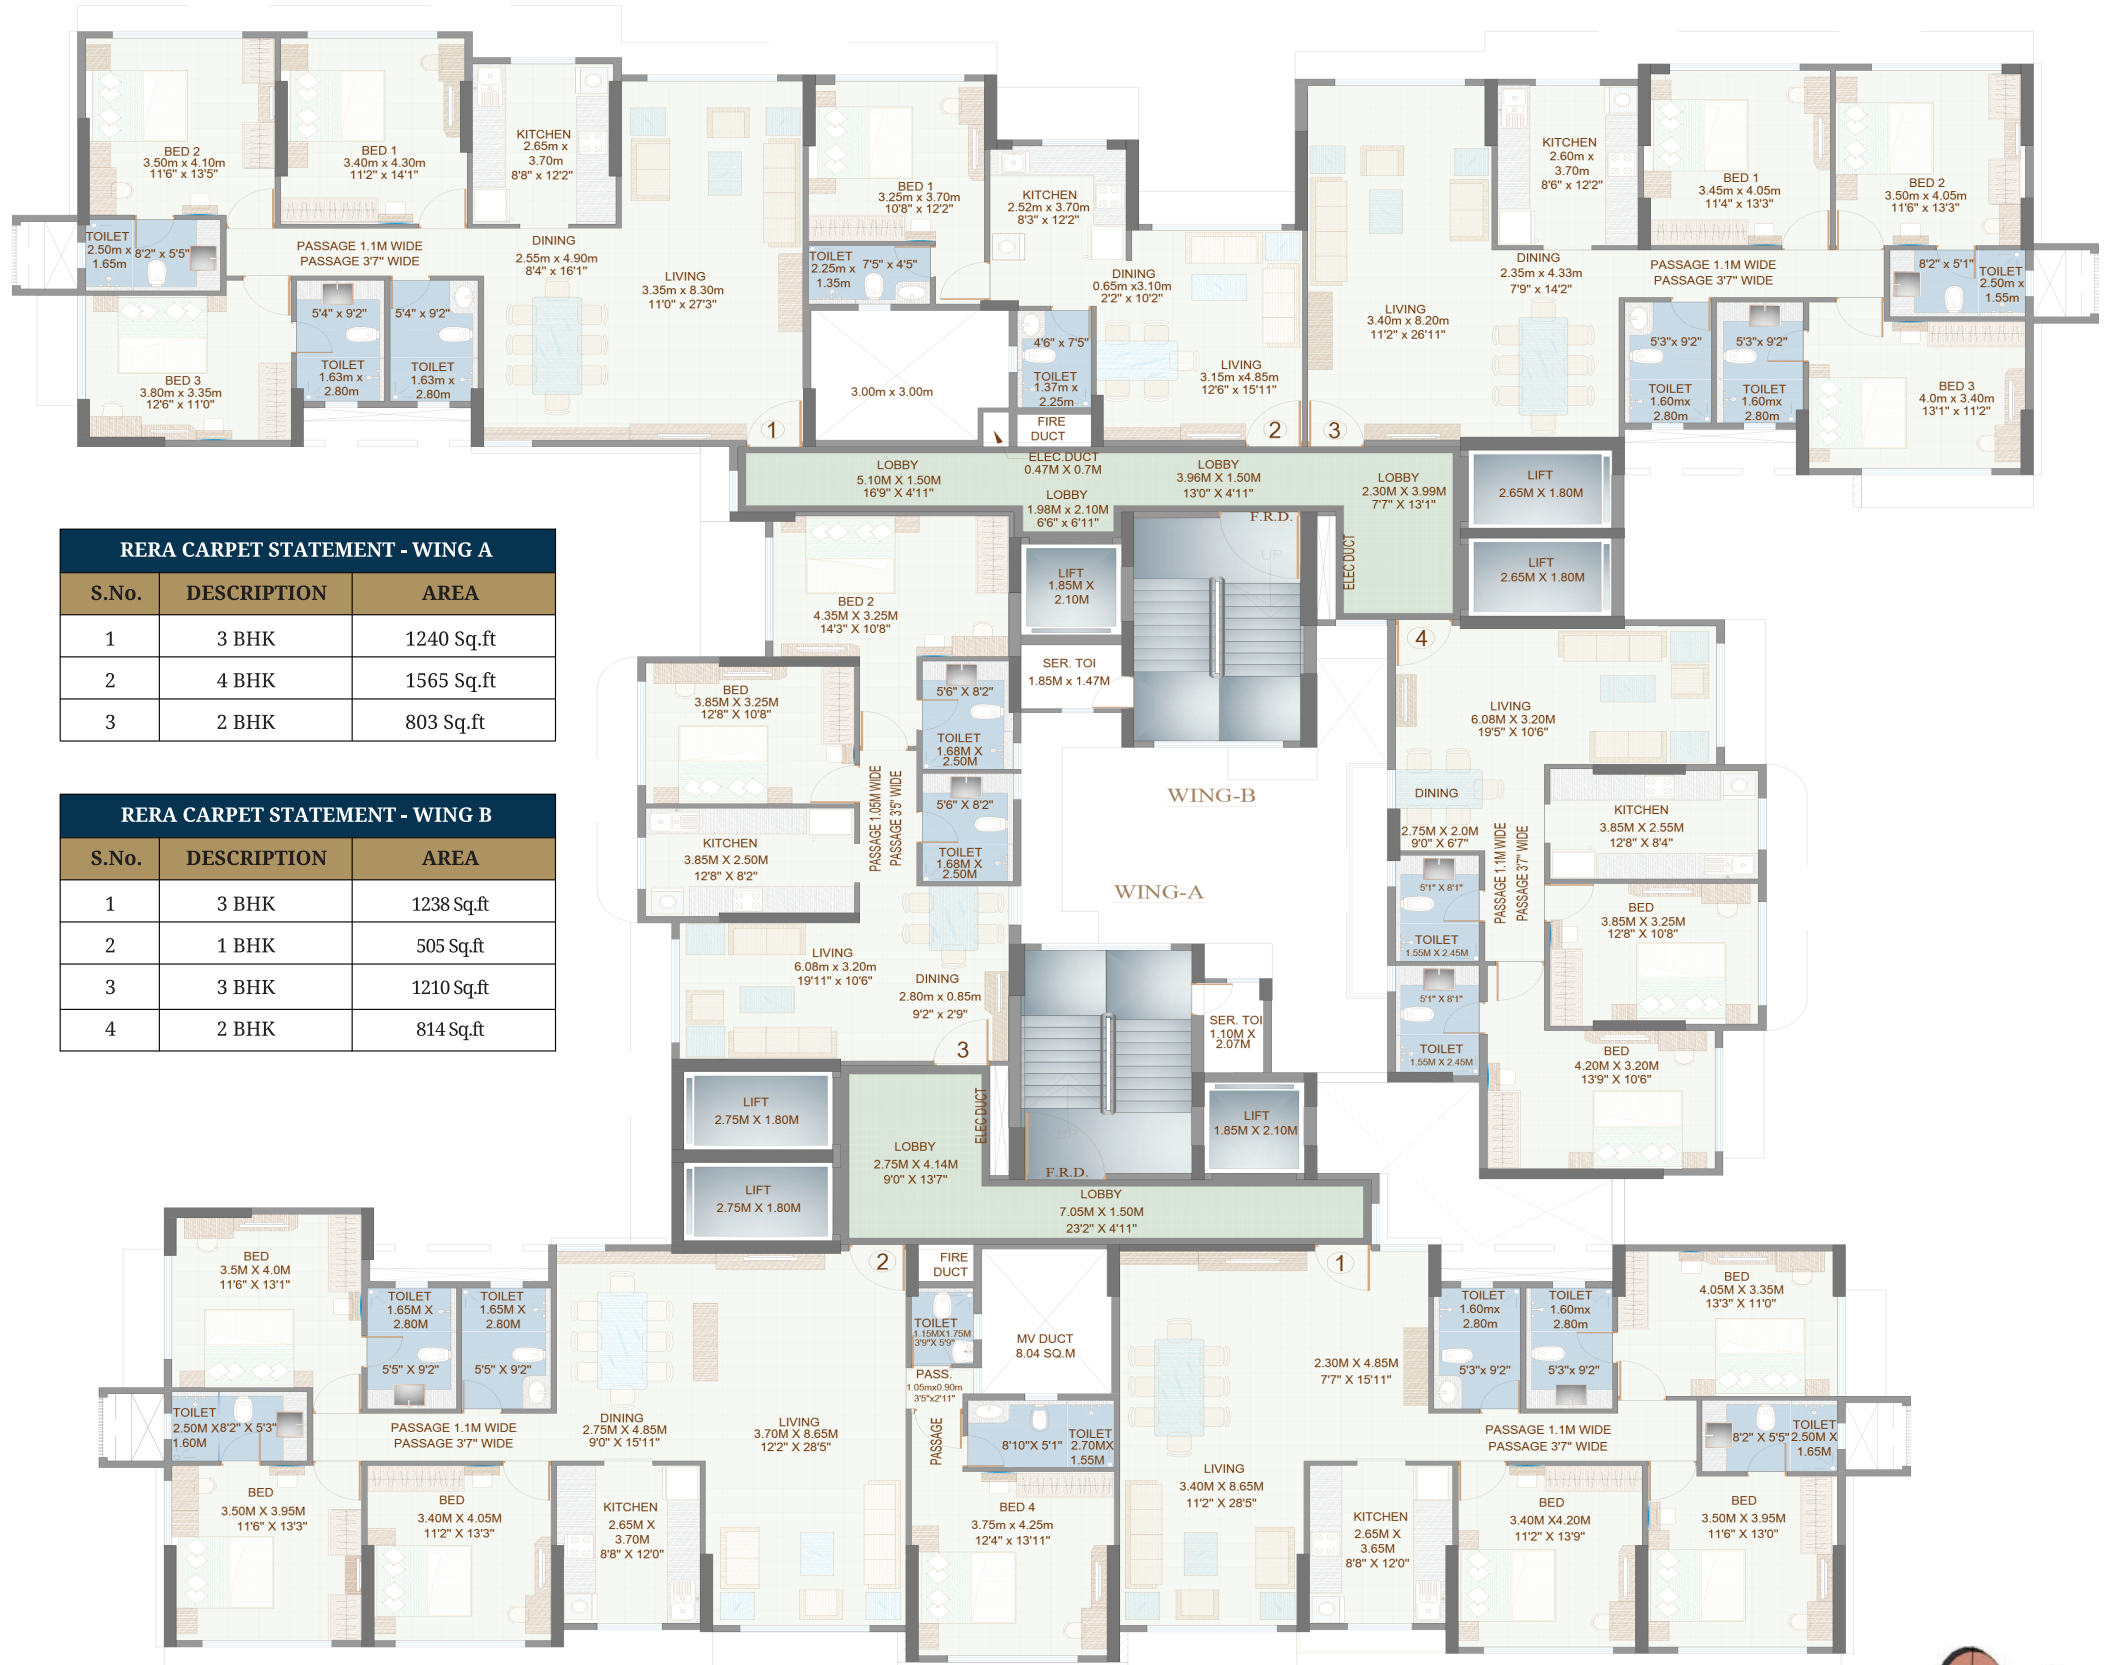 BED 2
3.50m x 4.10m
11'6" x 13'5"
BED 1
3.40m x 4.30m
11'2" x 14'1"
KITCHEN
2.65m x
3.70m
8'8" x 12'2"
TOILET
2.50m x
1.65m
8'2" x 5'5"
PASSAGE 1.1M WIDE
PASSAGE 3'7" WIDE
DINING
2.55m x 4.90m
8'4" x 16'1"
LIVING
3.35m x 8.30m
11'0" x 27'3"
BED 3
3.80m x 3.35m
12'6" x 11'0"
5'4" x 9'2"
TOILET
1.63m x
2.80m
5'4" x 9'2"
TOILET
1.63m x
2.80m
1
BED 1
3.25m x 3.70m
10'8" x 12'2"
KITCHEN
2.52m x 3.70m
8'3" x 12'2"
TOILET
2.25m x
1.35m
7'5" x 4'5"
DINING
0.65m x3.10m
2'2" x 10'2"
3.00m x 3.00m
4'6" x 7'5"
TOILET
1.37m x
2.25m
LIVING
3.15m x4.85m
12'6" x 15'11"
FIRE
DUCT
2
3
KITCHEN
2.60m x
3.70m
8'6" x 12'2"
BED 1
3.45m x 4.05m
11'4" x 13'3"
BED 2
3.50m x 4.05m
11'6" x 13'3"
DINING
2.35m x 4.33m
7'9" x 14'2"
PASSAGE 1.1M WIDE
PASSAGE 3'7" WIDE
8'2" x 5'1"
TOILET
2.50m x
1.55m
LIVING
3.40m x 8.20m
11'2" x 26'11"
5'3"x 9'2"
TOILET
1.60mx
2.80m
5'3"x 9'2"
TOILET
1.60mx
2.80m
BED 3
4.0m x 3.40m
13'1" x 11'2"
LOBBY
5.10M X 1.50M
16'9" X 4'11"
ELEC.DUCT
0.47M X 0.7M
LOBBY
1.98M x 2.10M
6'6" x 6'11"
LOBBY
3.96M X 1.50M
13'0" X 4'11"
LOBBY
2.30M X 3.99M
7'7" X 13'1"
LIFT
2.65M X 1.80M
LIFT
2.65M X 1.80M
F.R.D.
UP
ELEC DUCT
LIFT
1.85M X
2.10M
SER. TOI
1.85M x 1.47M
RERA CARPET STATEMENT - WING A
S.No. DESCRIPTION AREA
1 3 BHK 1240 Sq.ft
2 4 BHK 1565 Sq.ft
3 2 BHK 803 Sq.ft
RERA CARPET STATEMENT - WING B
S.No. DESCRIPTION AREA
1 3 BHK 1238 Sq.ft
2 1 BHK 505 Sq.ft
3 3 BHK 1210 Sq.ft
4 2 BHK 814 Sq.ft
BED 2
4.35M X 3.25M
14'3" X 10'8"
BED
3.85M X 3.25M
12'8" X 10'8"
5'6" X 8'2"
TOILET
1.68M X
2.50M
5'6" X 8'2"
TOILET
1.68M X
2.50M
PASSAGE 1.05M WIDE
PASSAGE 3'5" WIDE
KITCHEN
3.85M X 2.50M
12'8" X 8'2"
LIVING
6.08m x 3.20m
19'11" x 10'6"
DINING
2.80m x 0.85m
9'2" x 2'9"
3
WING-B
WING-A
4
LIVING
6.08M X 3.20M
19'5" X 10'6"
DINING
2.75M X 2.0M
9'0" X 6'7"
KITCHEN
3.85M X 2.55M
12'8" X 8'4"
PASSAGE 1.1M WIDE
PASSAGE 3'7" WIDE
5'1" X 8'1"
TOILET
1.55M X 2.45M
5'1" X 8'1"
TOILET
1.55M X 2.45M
BED
3.85M X 3.25M
12'8" X 10'8"
BED
4.20M X 3.20M
13'9" X 10'6"
SER. TOI
1.10M X
2.07M
LIFT
1.85M X 2.10M
LIFT
2.75M X 1.80M
LIFT
2.75M X 1.80M
LOBBY
2.75M X 4.14M
9'0" X 13'7"
ELEC DUCT
F.R.D.
LOBBY
7.05M X 1.50M
23'2" X 4'11"
BED
3.5M X 4.0M
11'6" X 13'1"
TOILET
1.65M X
2.80M
5'5" X 9'2"
TOILET
1.65M X
2.80M
5'5" X 9'2"
TOILET
2.50M X
1.60M
8'2" X 5'3"
PASSAGE 1.1M WIDE
PASSAGE 3'7" WIDE
DINING
2.75M X 4.85M
9'0" X 15'11"
LIVING
3.70M X 8.65M
12'2" X 28'5"
BED
3.50M X 3.95M
11'6" X 13'3"
BED
3.40M X 4.05M
11'2" X 13'3"
KITCHEN
2.65M X
3.70M
8'8" X 12'0"
2
FIRE
DUCT
TOILET
1.15MX1.75M
3'9"X 5'9"
PASS.
1.05mx0.90m
3'5"x2'11"
PASSAGE
MV DUCT
8.04 SQ.M
8'10"X 5'1"
TOILET
2.70MX
1.55M
BED 4
3.75m x 4.25m
12'4" x 13'11"
1
2.30M X 4.85M
7'7" X 15'11"
LIVING
3.40M X 8.65M
11'2" X 28'5"
TOILET
1.60mx
2.80m
5'3"x 9'2"
TOILET
1.60mx
2.80m
5'3"x 9'2"
BED
4.05M X 3.35M
13'3" X 11'0"
PASSAGE 1.1M WIDE
PASSAGE 3'7" WIDE
8'2" X 5'5"
TOILET
2.50M X
1.65M
KITCHEN
2.65M X
3.65M
8'8" X 12'0"
BED
3.40M X4.20M
11'2" X 13'9"
BED
3.50M X 3.95M
11'6" X 13'0"